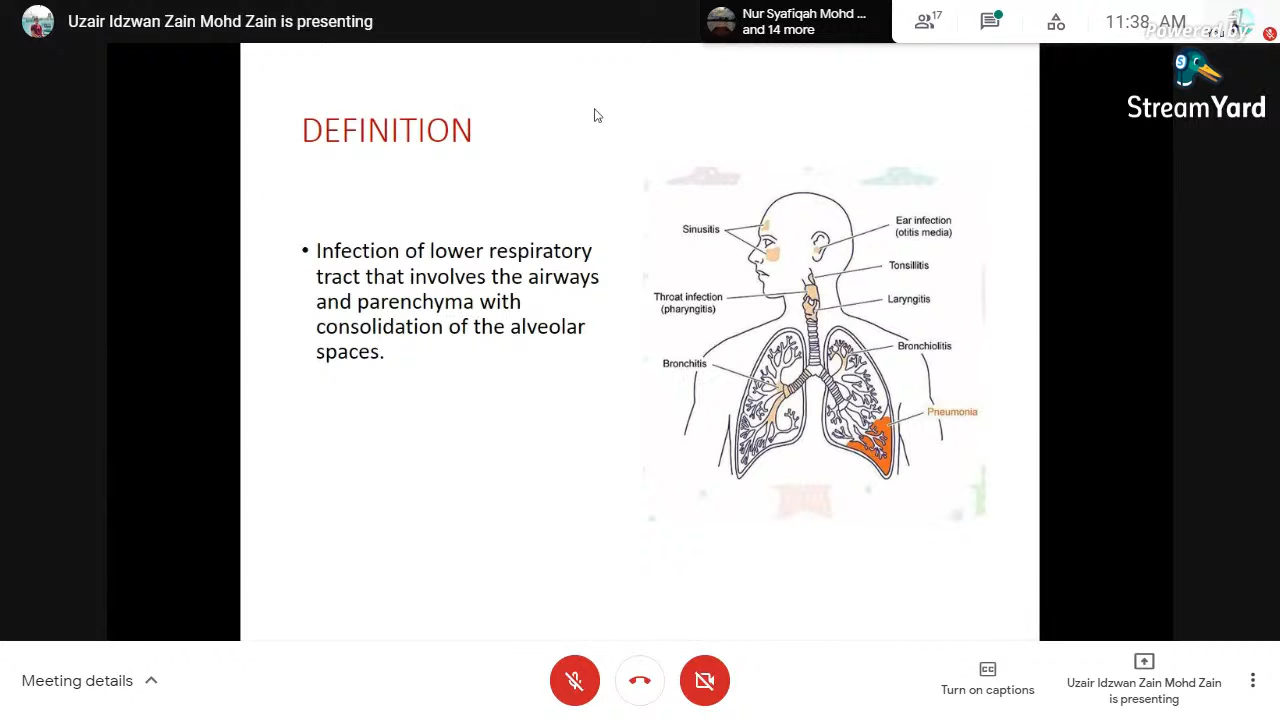 Uzair Idzwan Zain Mohd Zain is presenting
Nur Syafiqah Mohd ...
and 14 more
17
11:38 AM
You
Powered by
StreamYard
DEFINITION
• Infection of lower respiratory
tract that involves the airways
and parenchyma with
consolidation of the alveolar
spaces.
Sinusitis
Ear infection
(otitis media)
Tonsillitis
Throat infection
(pharyngitis)
Laryngitis
Bronchiolitis
Bronchitis
Pneumonia
Meeting details
Turn on captions
Uzair Idzwan Zain Mohd Zain
is presenting